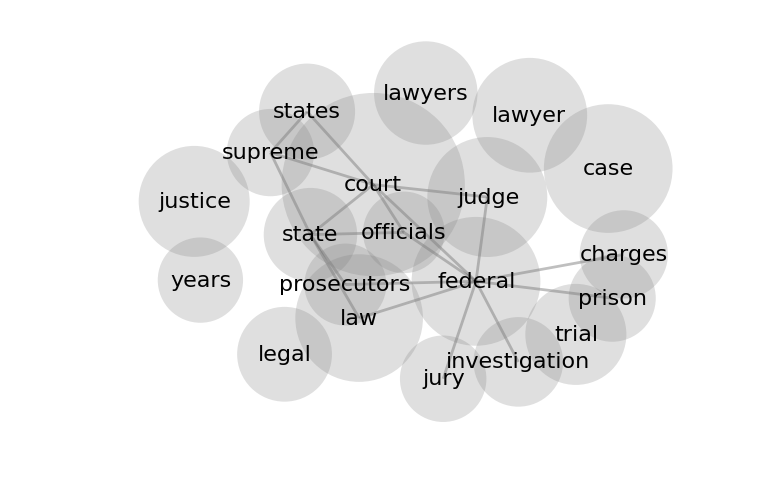 lawyers
states
lawyer
supreme
case
court
justice
judge
state
officials
charges
years
prosecutors
federal
prison
law
trial
legal
investigation
jury